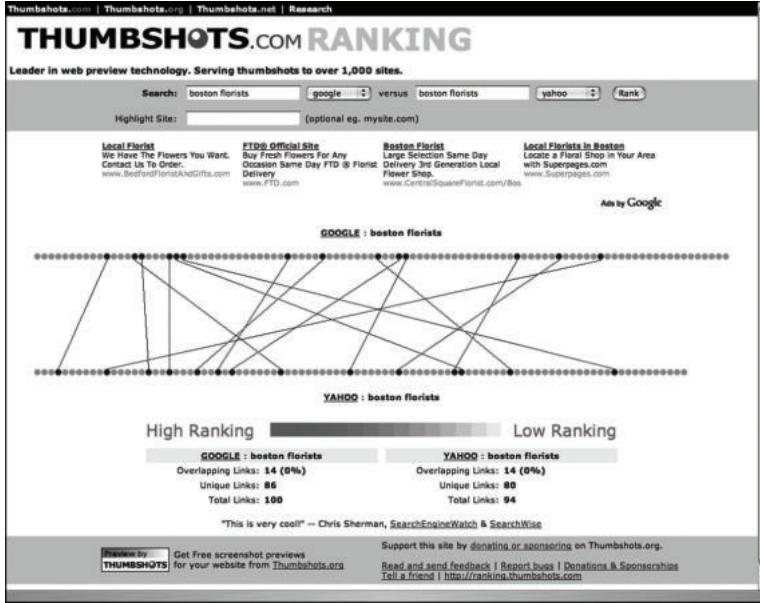 Thumbshots.com | Thumbshots.org | Thumbshots.net | Research
THUMBSHOTS.COM RANKING
Leader in web preview technology. Serving thumbshots to over 1,000 sites.
Search: boston florists google versus boston florists yahoo Rank
Highlight Site: (optional eg. mysite.com)
Local Florist
We Have The Flowers You Want.
Contact Us To Order.
www.BedfordFloristAndGifts.com
FTD® Official Site
Buy Fresh Flowers For Any
Occasion Same Day FTD ® Florist
Delivery
www.FTD.com
Boston Florist
Large Selection Same Day
Delivery 3rd Generation Local
Flower Shop.
www.CentralSquareFlorist.com/Bos
Local Florists in Boston
Locate a Floral Shop in Your Area
with Superpages.com
www.Superpages.com
Ads by Google
GOOGLE : boston florists
YAHOO : boston florists
High Ranking Low Ranking
GOOGLE : boston florists
Overlapping Links: 14 (0%)
Unique Links: 86
Total Links: 100
YAHOO : boston florists
Overlapping Links: 14 (0%)
Unique Links: 80
Total Links: 94
"This is very cool!" -- Chris Sherman, SearchEngineWatch & SearchWise
Preview by
THUMBSHOTS
Get Free screenshot previews
for your website from Thumbshots.org
Support this site by donating or sponsoring on Thumbshots.org.
Read and send feedback | Report bugs | Donations & Sponsorships
Tell a friend | http://ranking.thumbshots.com